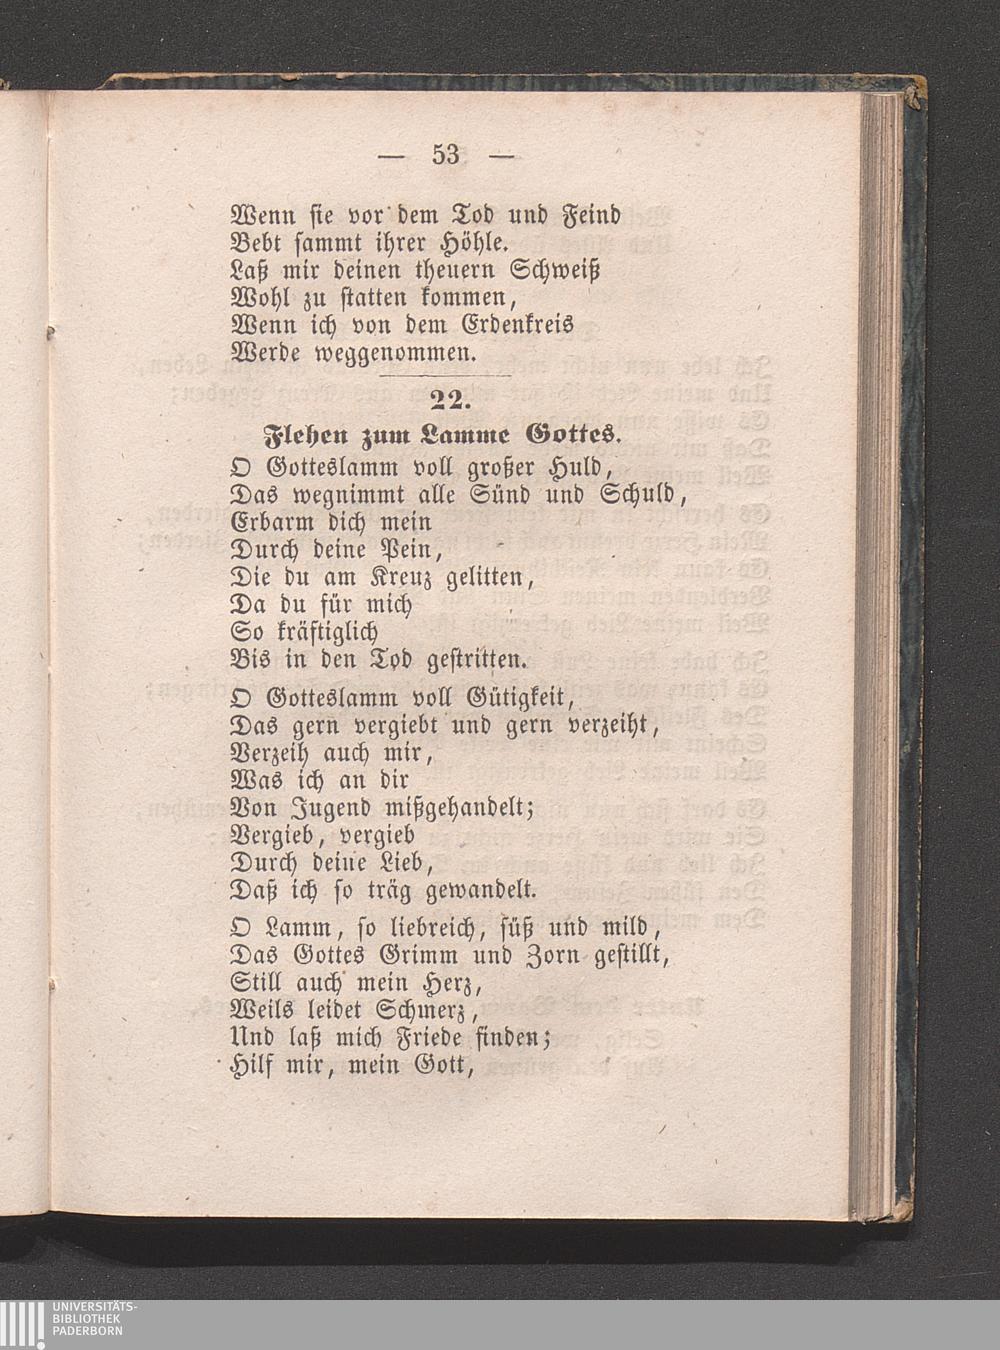 — 53 —
Wenn sie vor dem Tod und Feind
Bebt sammt ihrer Höhle.
Laß mir deinen theuern Schweiß
Wohl zu statten kommen,
Wenn ich von dem Erdenkreis
Werde weggenommen.
22.
Flehen zum Lamme Gottes.
O Gotteslamm voll großer Huld,
Das wegnimmt alle Sünd und Schuld,
Erbarm dich mein
Durch deine Pein,
Die du am Kreuz gelitten,
Da du für mich
So kräftiglich
Bis in den Tod gestritten.
O Gotteslamm voll Gütigkeit,
Das gern vergiebt und gern verzeiht,
Verzeih auch mir,
Was ich an dir
Von Jugend mißgehandelt;
Vergieb, vergieb
Durch deine Lieb,
Daß ich so träg gewandelt.
O Lamm, so liebreich, süß und mild,
Das Gottes Grimm und Zorn gestillt,
Still auch mein Herz,
Weils leidet Schmerz,
Und laß mich Friede finden;
Hilf mir, mein Gott,
UNIVERSITÄTS-
BIBLIOTHEK
PADERBORN